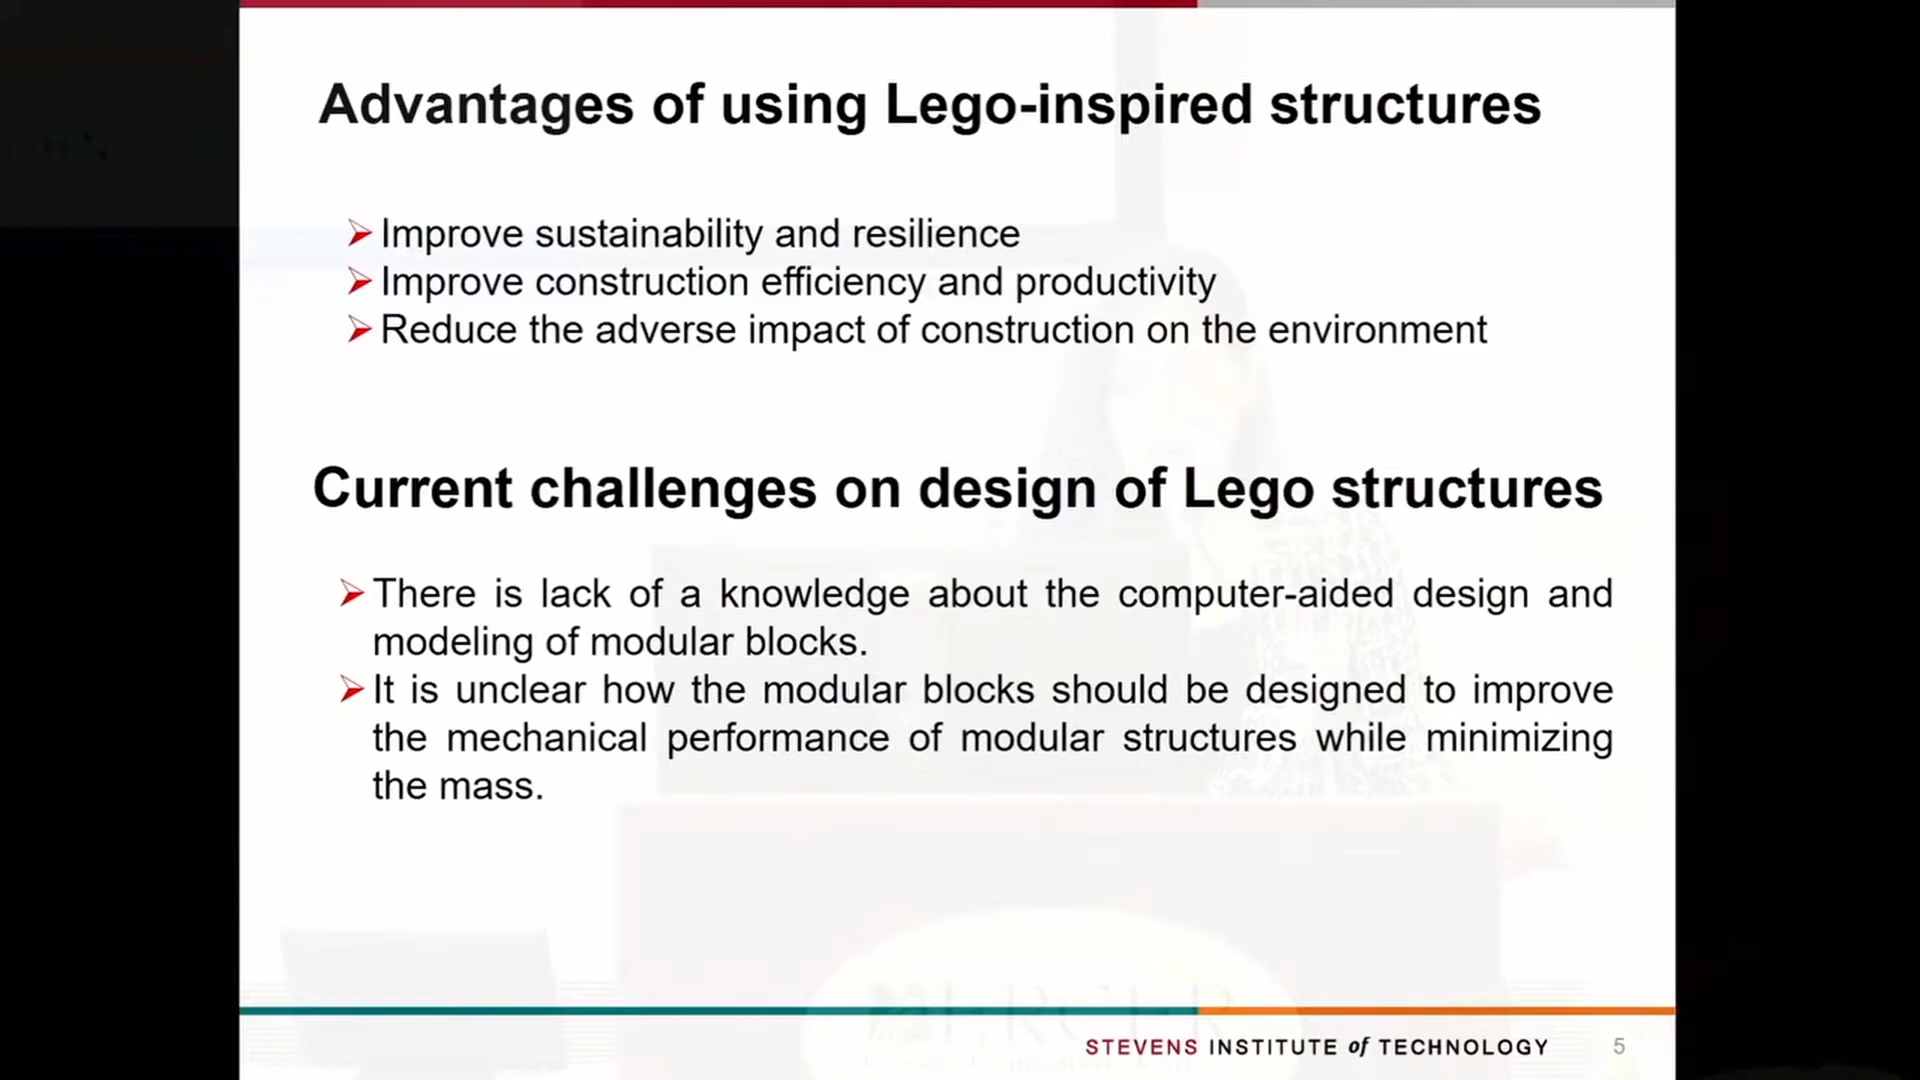 Advantages of using Lego-inspired structures
Improve sustainability and resilience
Improve construction efficiency and productivity
Reduce the adverse impact of construction on the environment
Current challenges on design of Lego structures
There is lack of a knowledge about the computer-aided design and
modeling of modular blocks.
It is unclear how the modular blocks should be designed to improve
the mechanical performance of modular structures while minimizing
the mass.
STEVENS INSTITUTE of TECHNOLOGY 5